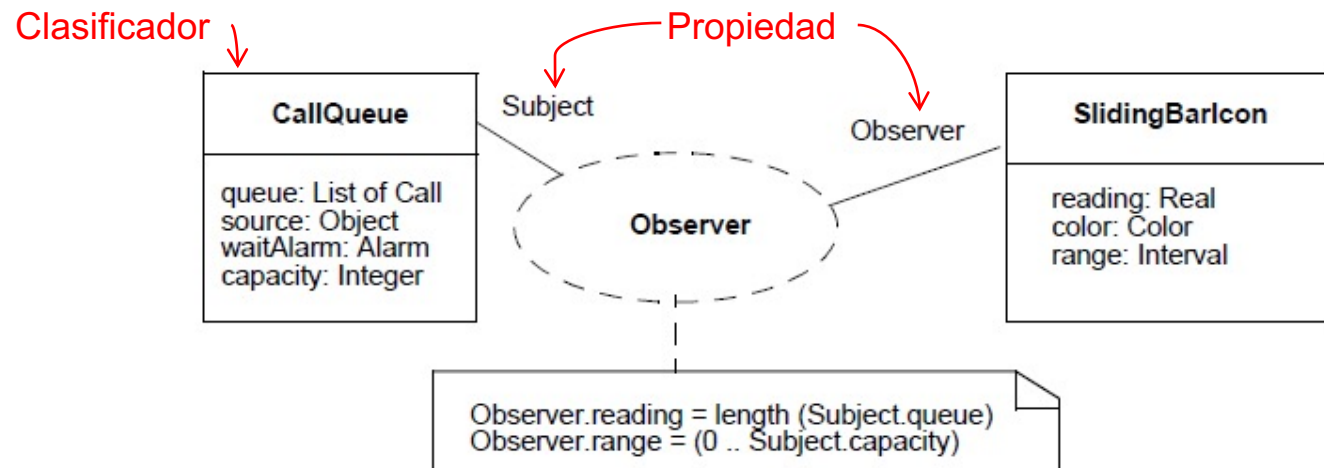 Clasificador
Propiedad
CallQueue
Subject
Observer
SlidingBarIcon
queue: List of Call
source: Object
waitAlarm: Alarm
capacity: Integer
Observer
reading: Real
color: Color
range: Interval
Observer.reading = length (Subject.queue)
Observer.range = (0 .. Subject.capacity)